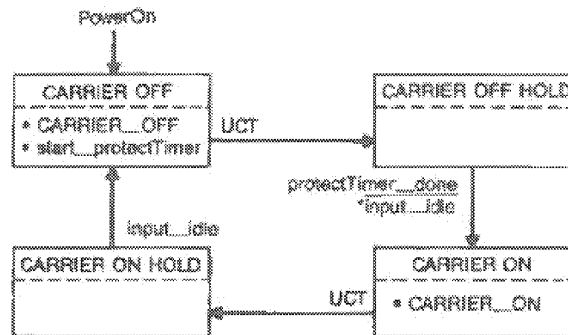 PowerOn
CARRIER OFF
• CARRIER_OFF
• start_protectTimer
UCT
CARRIER OFF HOLD
protectTimer_done
*input_idle
input_idle
CARRIER ON HOLD
UCT
CARRIER ON
• CARRIER_ON